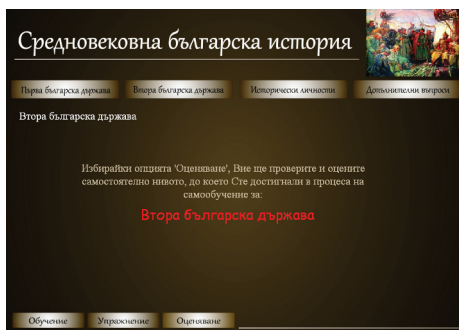 Средновековна българска история
Първа българска държава Втора българска държава Исторически личности Допълнителни въпроси
Втора българска държава
Избирайки опцията 'Оценяване', Вие ще проверите и оцените
самостоятелно нивото, до което Сте достигнали в процеса на
самообучение за:
Втора българска държава
Обучение Упражнение Оценяване